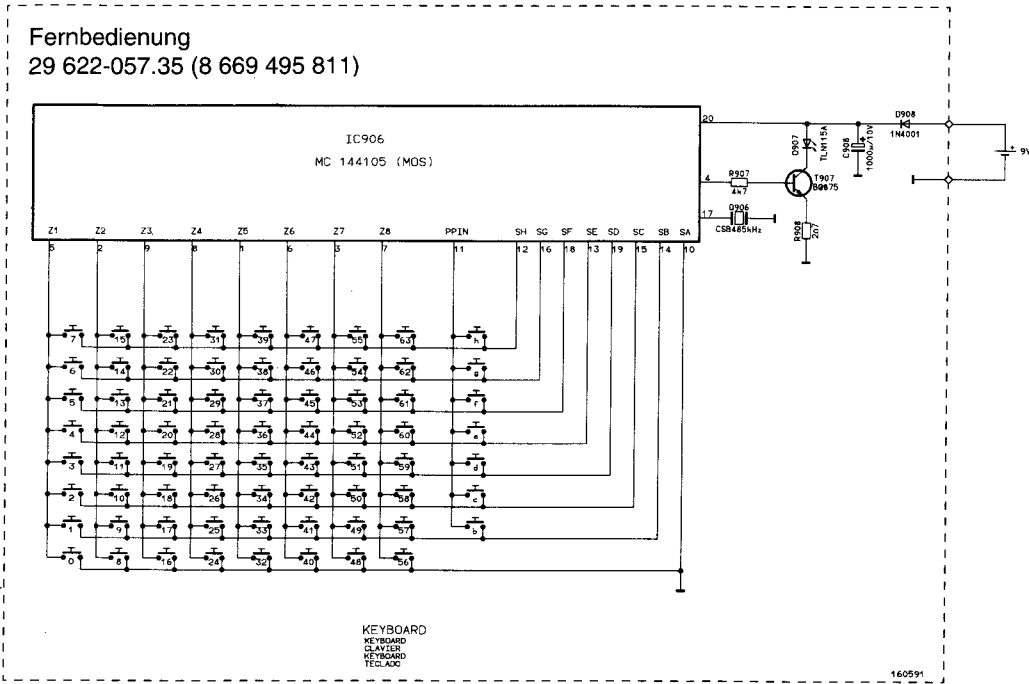 Fernbedienung
29 622-057.35 (8 669 495 811)
IC906
MC 144105 (MOS)
20
4
17
D908
1N4001
D907
TLN115A
C908
1000µ/10V
+
9V
R907
4k7
T907
Q906
CSB485kHz
R908
2n7
Z1 Z2 Z3 Z4 Z5 Z6 Z7 Z8 PPIN SH SG SF SE SD SC SB SA
5 2 9 8 1 6 3 7 11 12 16 18 13 19 15 14 10
7 15 23 31 39 47 55 63 h
6 14 22 30 38 46 54 62 g
5 13 21 29 37 45 53 61 f
4 12 20 28 36 44 52 60 e
3 11 19 27 35 43 51 59 d
2 10 18 26 34 42 50 58 c
1 9 17 25 33 41 49 57 b
0 8 16 24 32 40 48 56
KEYBOARD
KEYBOARD
CLAVIER
KEYBOARD
TECLADO
160591